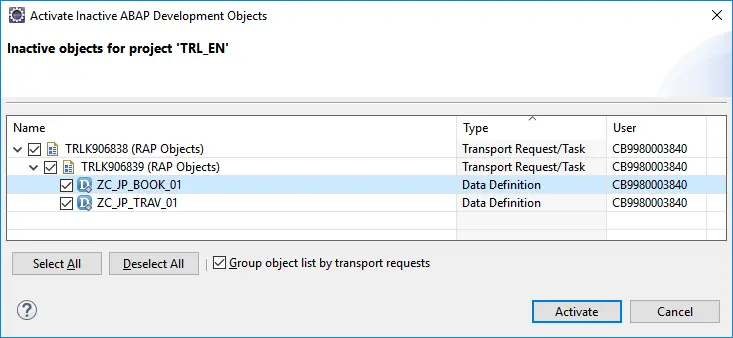 Activate Inactive ABAP Development Objects
Inactive objects for project 'TRL_EN'
Name Type User
TRLK906838 (RAP Objects) Transport Request/Task CB9980003840
TRLK906839 (RAP Objects) Transport Request/Task CB9980003840
D ZC_JP_BOOK_01 Data Definition CB9980003840
D ZC_JP_TRAV_01 Data Definition CB9980003840
Select All Deselect All Group object list by transport requests
? Activate Cancel